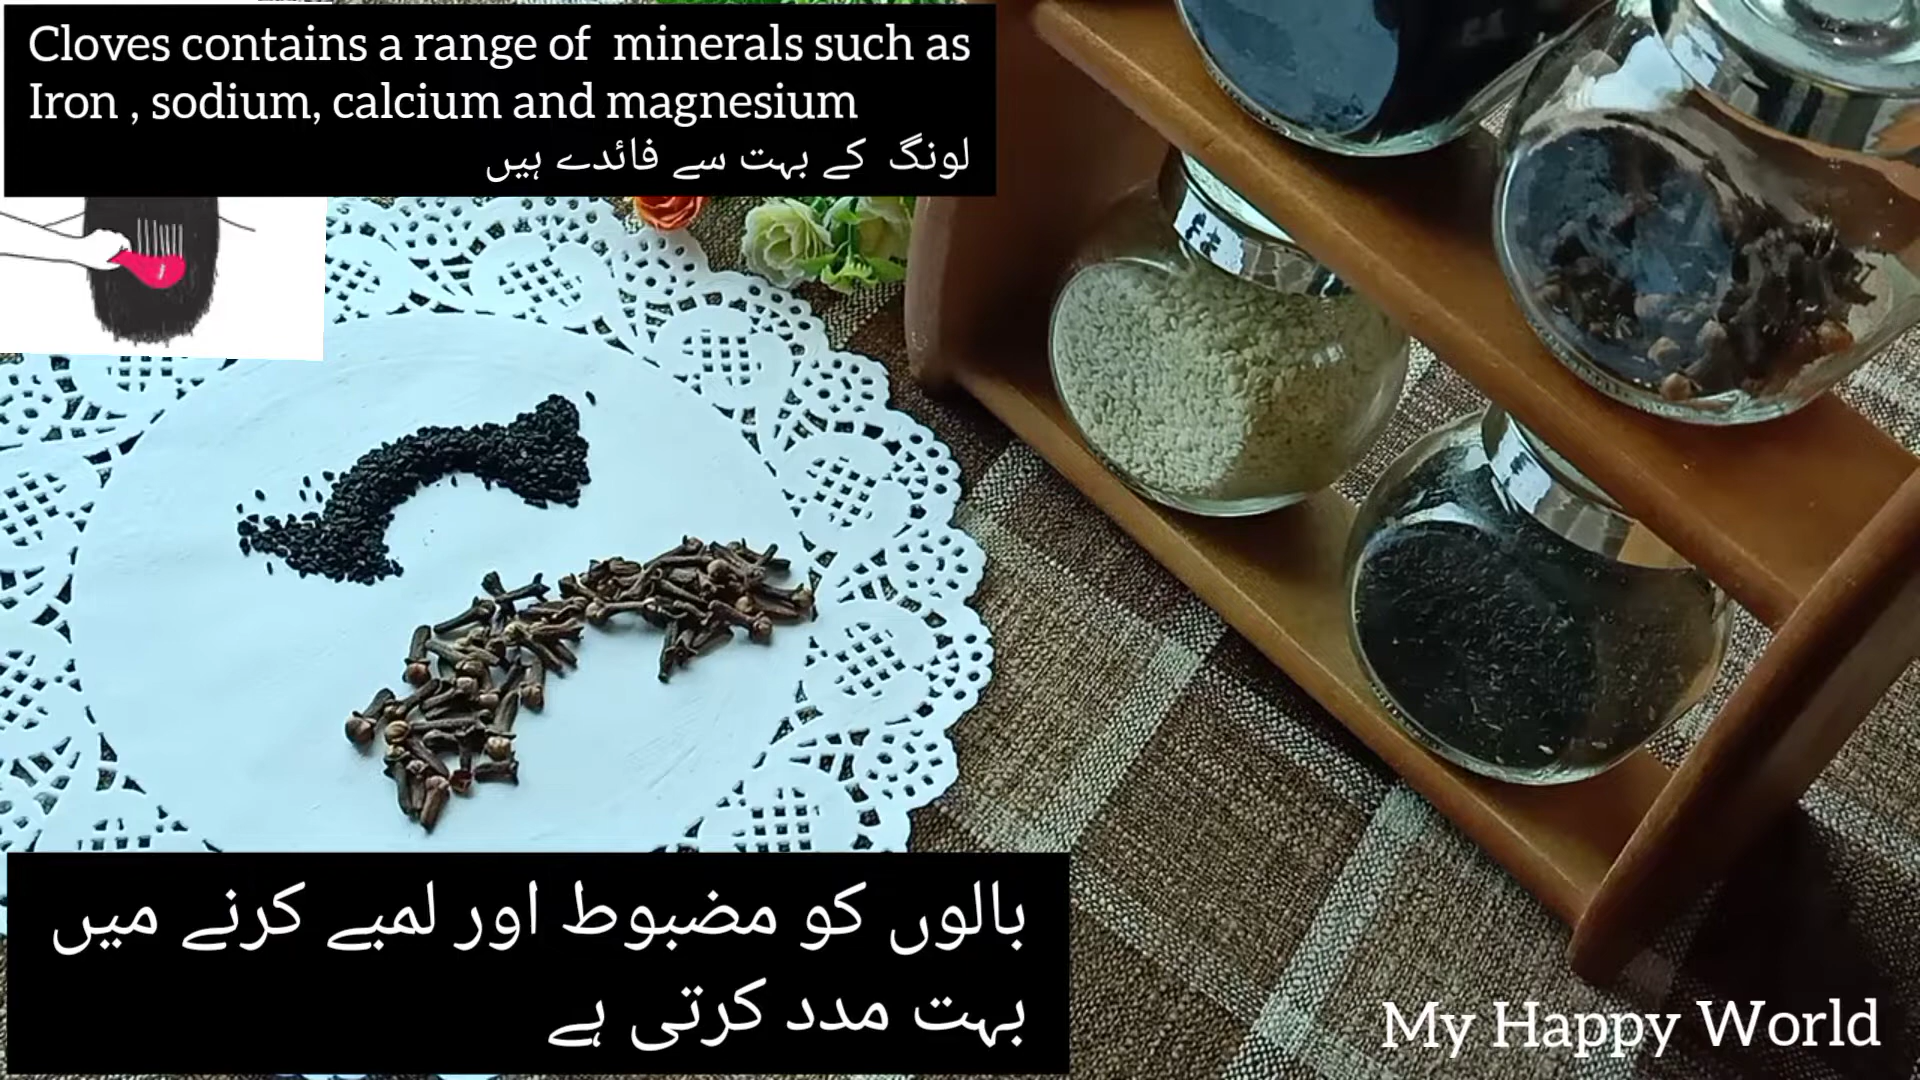 Cloves contains a range of minerals such as
Iron , sodium, calcium and magnesium
لونگ کے بہت سے فائدے ہیں
بالوں کو مضبوط اور لمبے کرنے میں
بہت مدد کرتی ہے
My Happy World